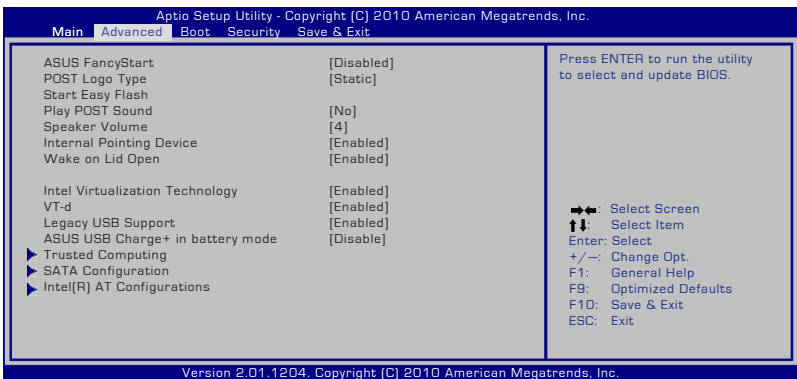 Aptio Setup Utility - Copyright (C) 2010 American Megatrends, Inc.
Main Advanced Boot Security Save & Exit
ASUS FancyStart [Disabled]
POST Logo Type [Static]
Start Easy Flash
Play POST Sound [No]
Speaker Volume [4]
Internal Pointing Device [Enabled]
Wake on Lid Open [Enabled]
Intel Virtualization Technology [Enabled]
VT-d [Enabled]
Legacy USB Support [Enabled]
ASUS USB Charge+ in battery mode [Disable]
Trusted Computing
SATA Configuration
Intel(R) AT Configurations
Press ENTER to run the utility
to select and update BIOS.
→←: Select Screen
↑↓: Select Item
Enter: Select
+/—: Change Opt.
F1: General Help
F9: Optimized Defaults
F10: Save & Exit
ESC: Exit
Version 2.01.1204. Copyright (C) 2010 American Megatrends, Inc.